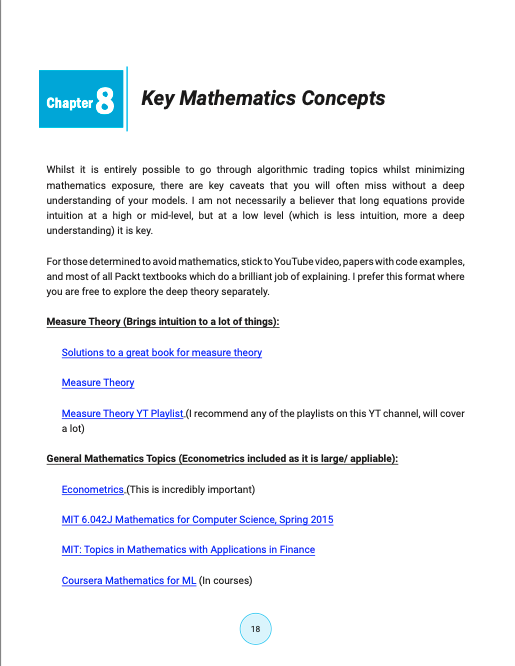 Chapter 8
Key Mathematics Concepts
Whilst it is entirely possible to go through algorithmic trading topics whilst minimizing
mathematics exposure, there are key caveats that you will often miss without a deep
understanding of your models. I am not necessarily a believer that long equations provide
intuition at a high or mid-level, but at a low level (which is less intuition, more a deep
understanding) it is key.
For those determined to avoid mathematics, stick to YouTube video, papers with code examples,
and most of all Packt textbooks which do a brilliant job of explaining. I prefer this format where
you are free to explore the deep theory separately.
Measure Theory (Brings intuition to a lot of things):
Solutions to a great book for measure theory
Measure Theory
Measure Theory YT Playlist.(I recommend any of the playlists on this YT channel, will cover
a lot)
General Mathematics Topics (Econometrics included as it is large/ appliable):
Econometrics.(This is incredibly important)
MIT 6.042J Mathematics for Computer Science, Spring 2015
MIT: Topics in Mathematics with Applications in Finance
Coursera Mathematics for ML (In courses)
18